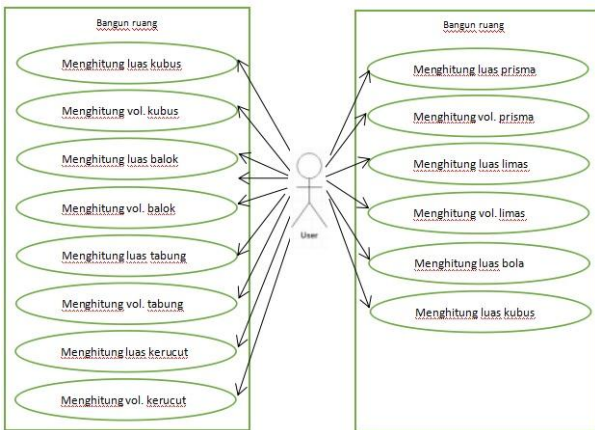 Bangun ruang
Menghitung luas kubus
Menghitung vol. kubus
Menghitung luas balok
Menghitung vol. balok
Menghitung luas tabung
Menghitung vol. tabung
Menghitung luas kerucut
Menghitung vol. kerucut
User
Bangun ruang
Menghitung luas prisma
Menghitung vol. prisma
Menghitung luas limas
Menghitung vol. limas
Menghitung luas bola
Menghitung luas kubus